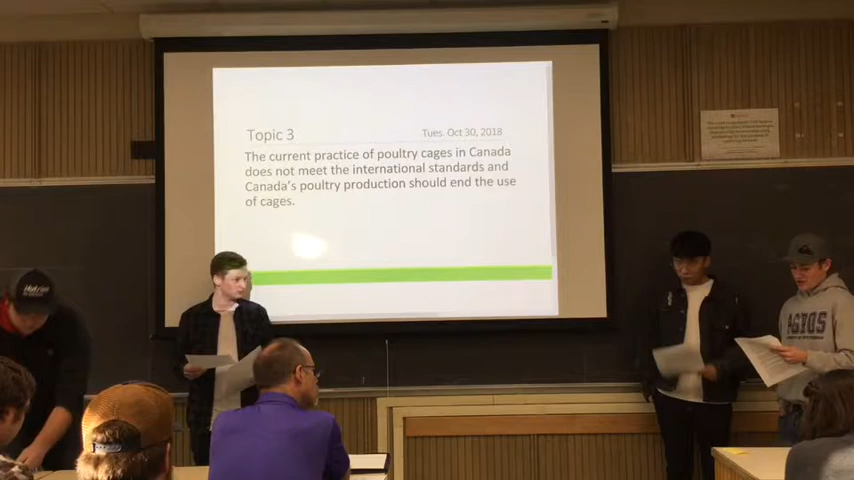 Topic 3
Tues. Oct 30, 2018
The current practice of poultry cages in Canada
does not meet the international standards and
Canada's poultry production should end the use
of cages.
AGROS